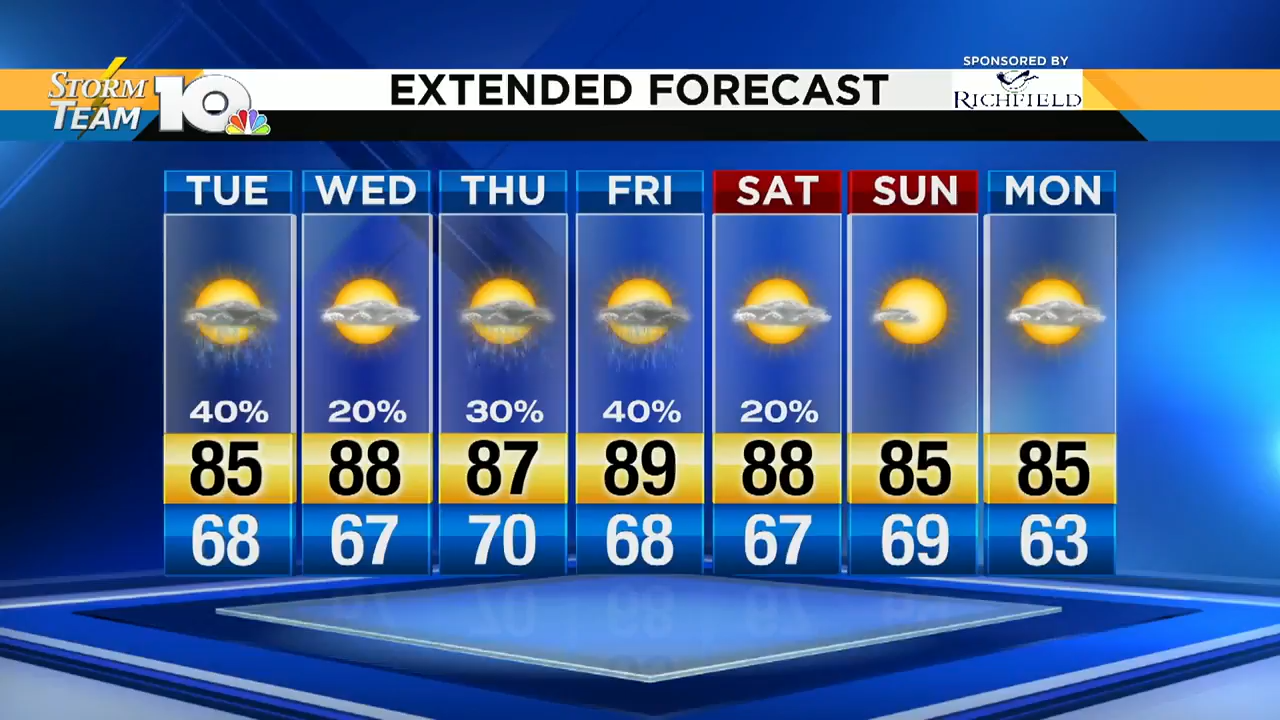 SPONSORED BY
STORM
TEAM 10
EXTENDED FORECAST
RICHFIELD
TUE WED THU FRI SAT SUN MON
40% 20% 30% 40% 20%
85 88 87 89 88 85 85
68 67 70 68 67 69 63